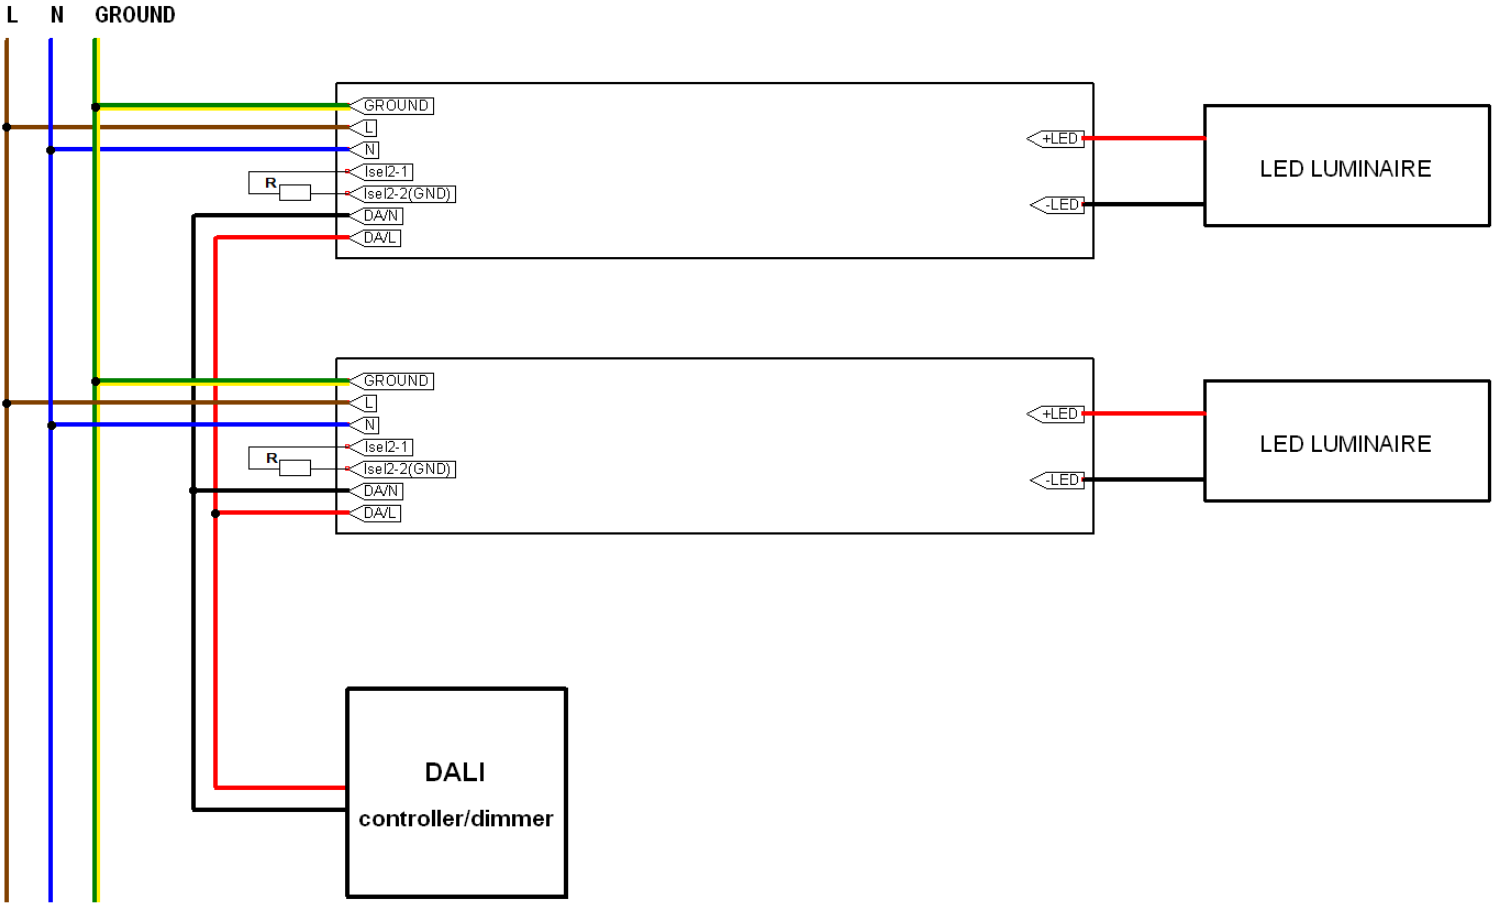 L N GROUND
GROUND
L
N
Isel2-1
R
Isel2-2(GND)
DA/N
DA/L
+LED
-LED
LED LUMINAIRE
GROUND
L
N
Isel2-1
R
Isel2-2(GND)
DA/N
DA/L
+LED
-LED
LED LUMINAIRE
DALI
controller/dimmer